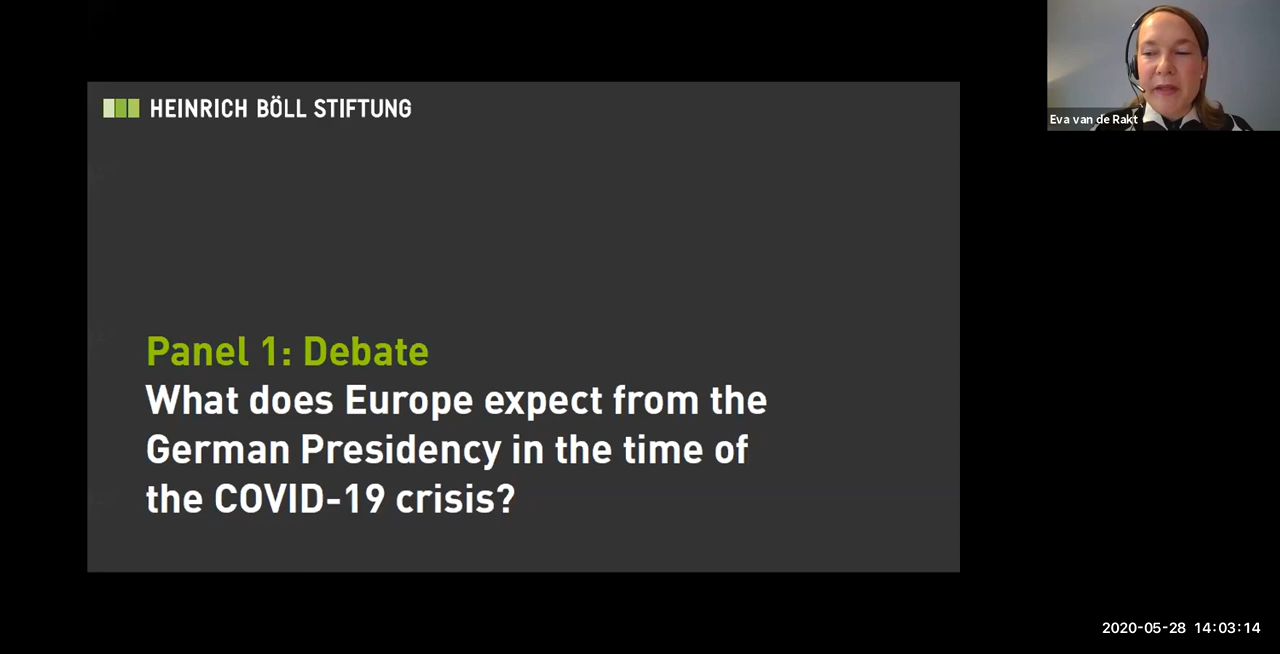 HEINRICH BÖLL STIFTUNG
Eva van de Rakt
Panel 1: Debate
What does Europe expect from the
German Presidency in the time of
the COVID-19 crisis?
2020-05-28 14:03:14